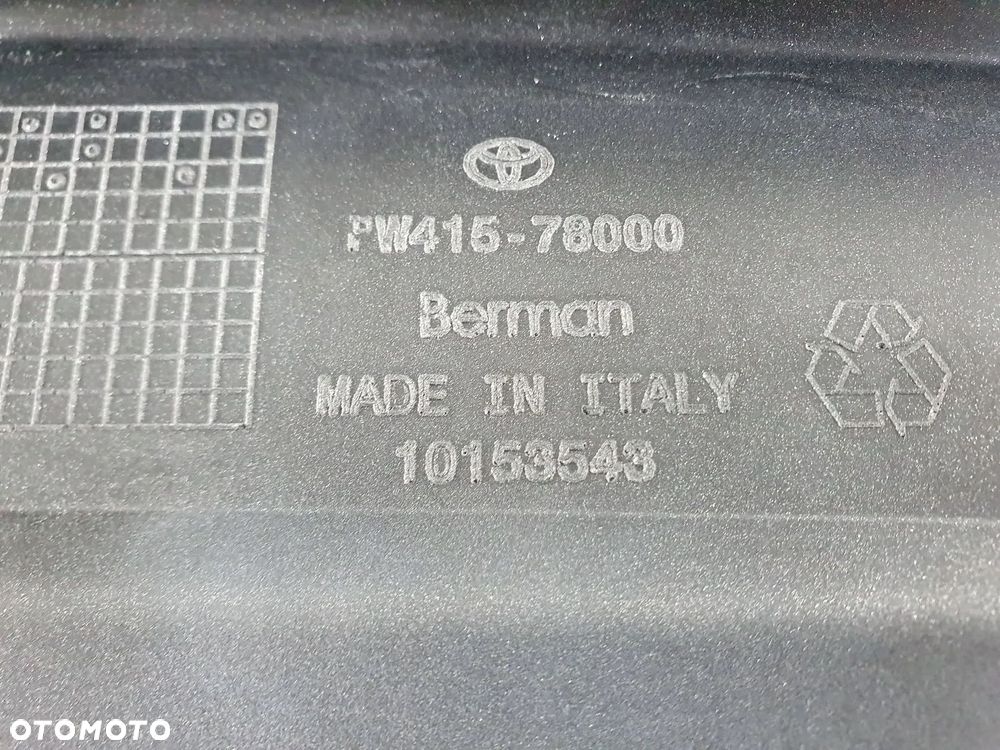 PW415-78000
Berman
MADE IN ITALY
10153543
OTOMOTO